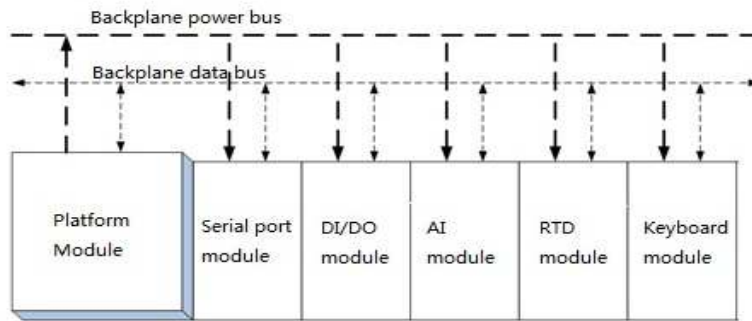 Backplane power bus
Backplane data bus
Platform
Module
Serial port
module
DI/DO
module
AI
module
RTD
module
Keyboard
module